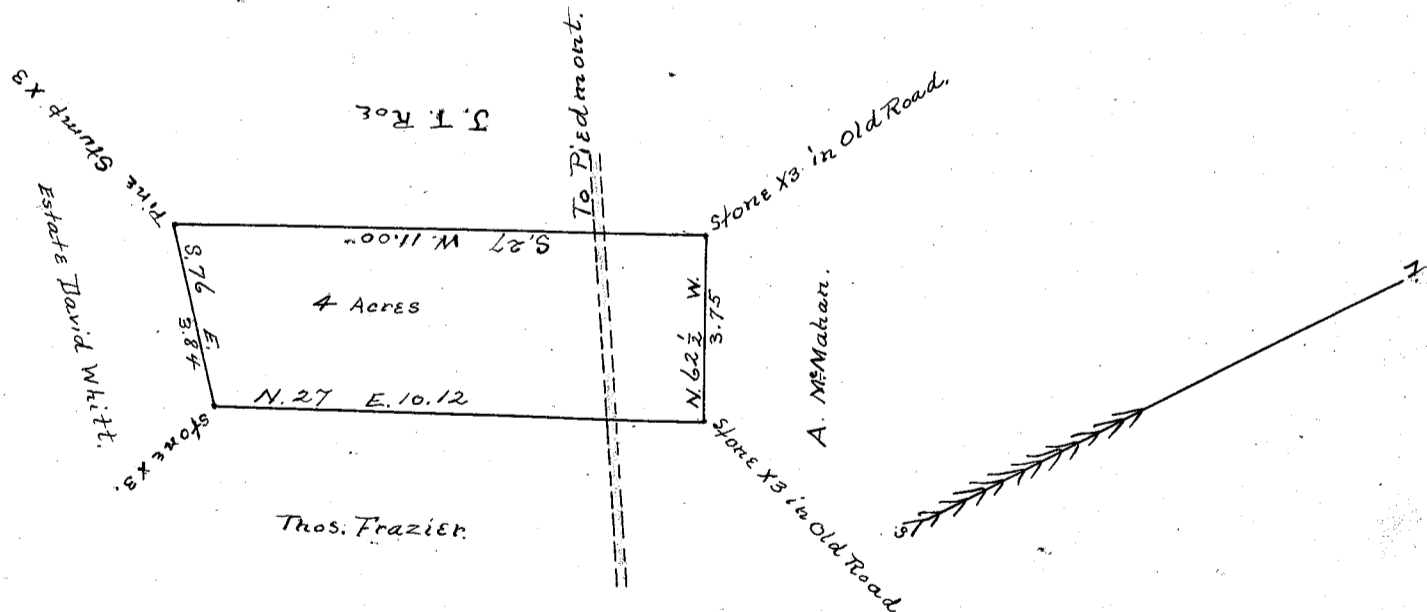 Pine Stump X3
J. T. Roe
To Piedmont.
Stone X3. in Old Road.
Estate David Whitt.
S. 27 W. 11.00
S. 76 E.
3.84
4 Acres
N. 62 1/2 W.
3.75
A. McMahan.
N.
N. 27 E. 10.12
Stone X3.
Stone X3 in Old Road
S
Thos. Frazier.